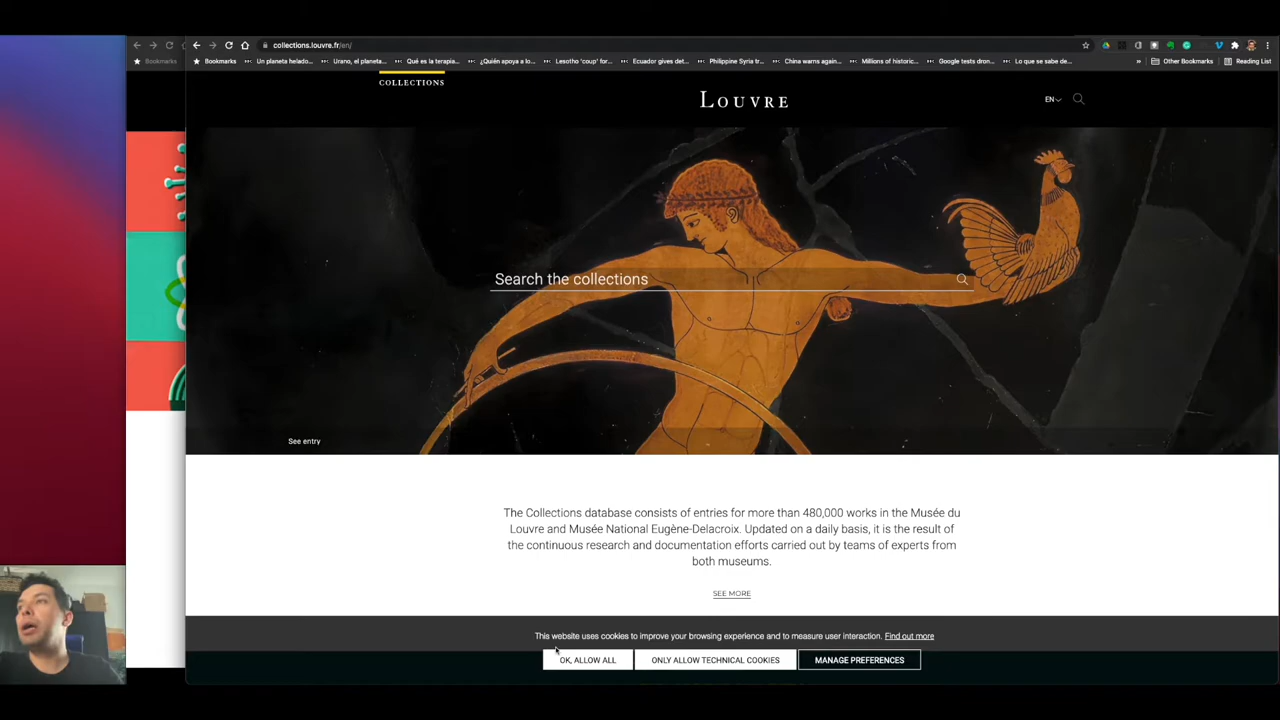 collections.louvre.fr/en/
Bookmarks
Bookmarks
Un planeta helado...
Urano, el planeta...
Qué es la terapia...
¿Quién apoya a lo...
Lesotho 'coup' for...
Ecuador gives det...
Philippine Syria tr...
China warns again...
Millions of historic...
Google tests dron...
Lo que se sabe de...
»
Other Bookmarks
Reading List
COLLECTIONS
LOUVRE
EN
Search the collections
See entry
The Collections database consists of entries for more than 480,000 works in the Musée du
Louvre and Musée National Eugène-Delacroix. Updated on a daily basis, it is the result of
the continuous research and documentation efforts carried out by teams of experts from
both museums.
SEE MORE
This website uses cookies to improve your browsing experience and to measure user interaction. Find out more
OK, ALLOW ALL
ONLY ALLOW TECHNICAL COOKIES
MANAGE PREFERENCES